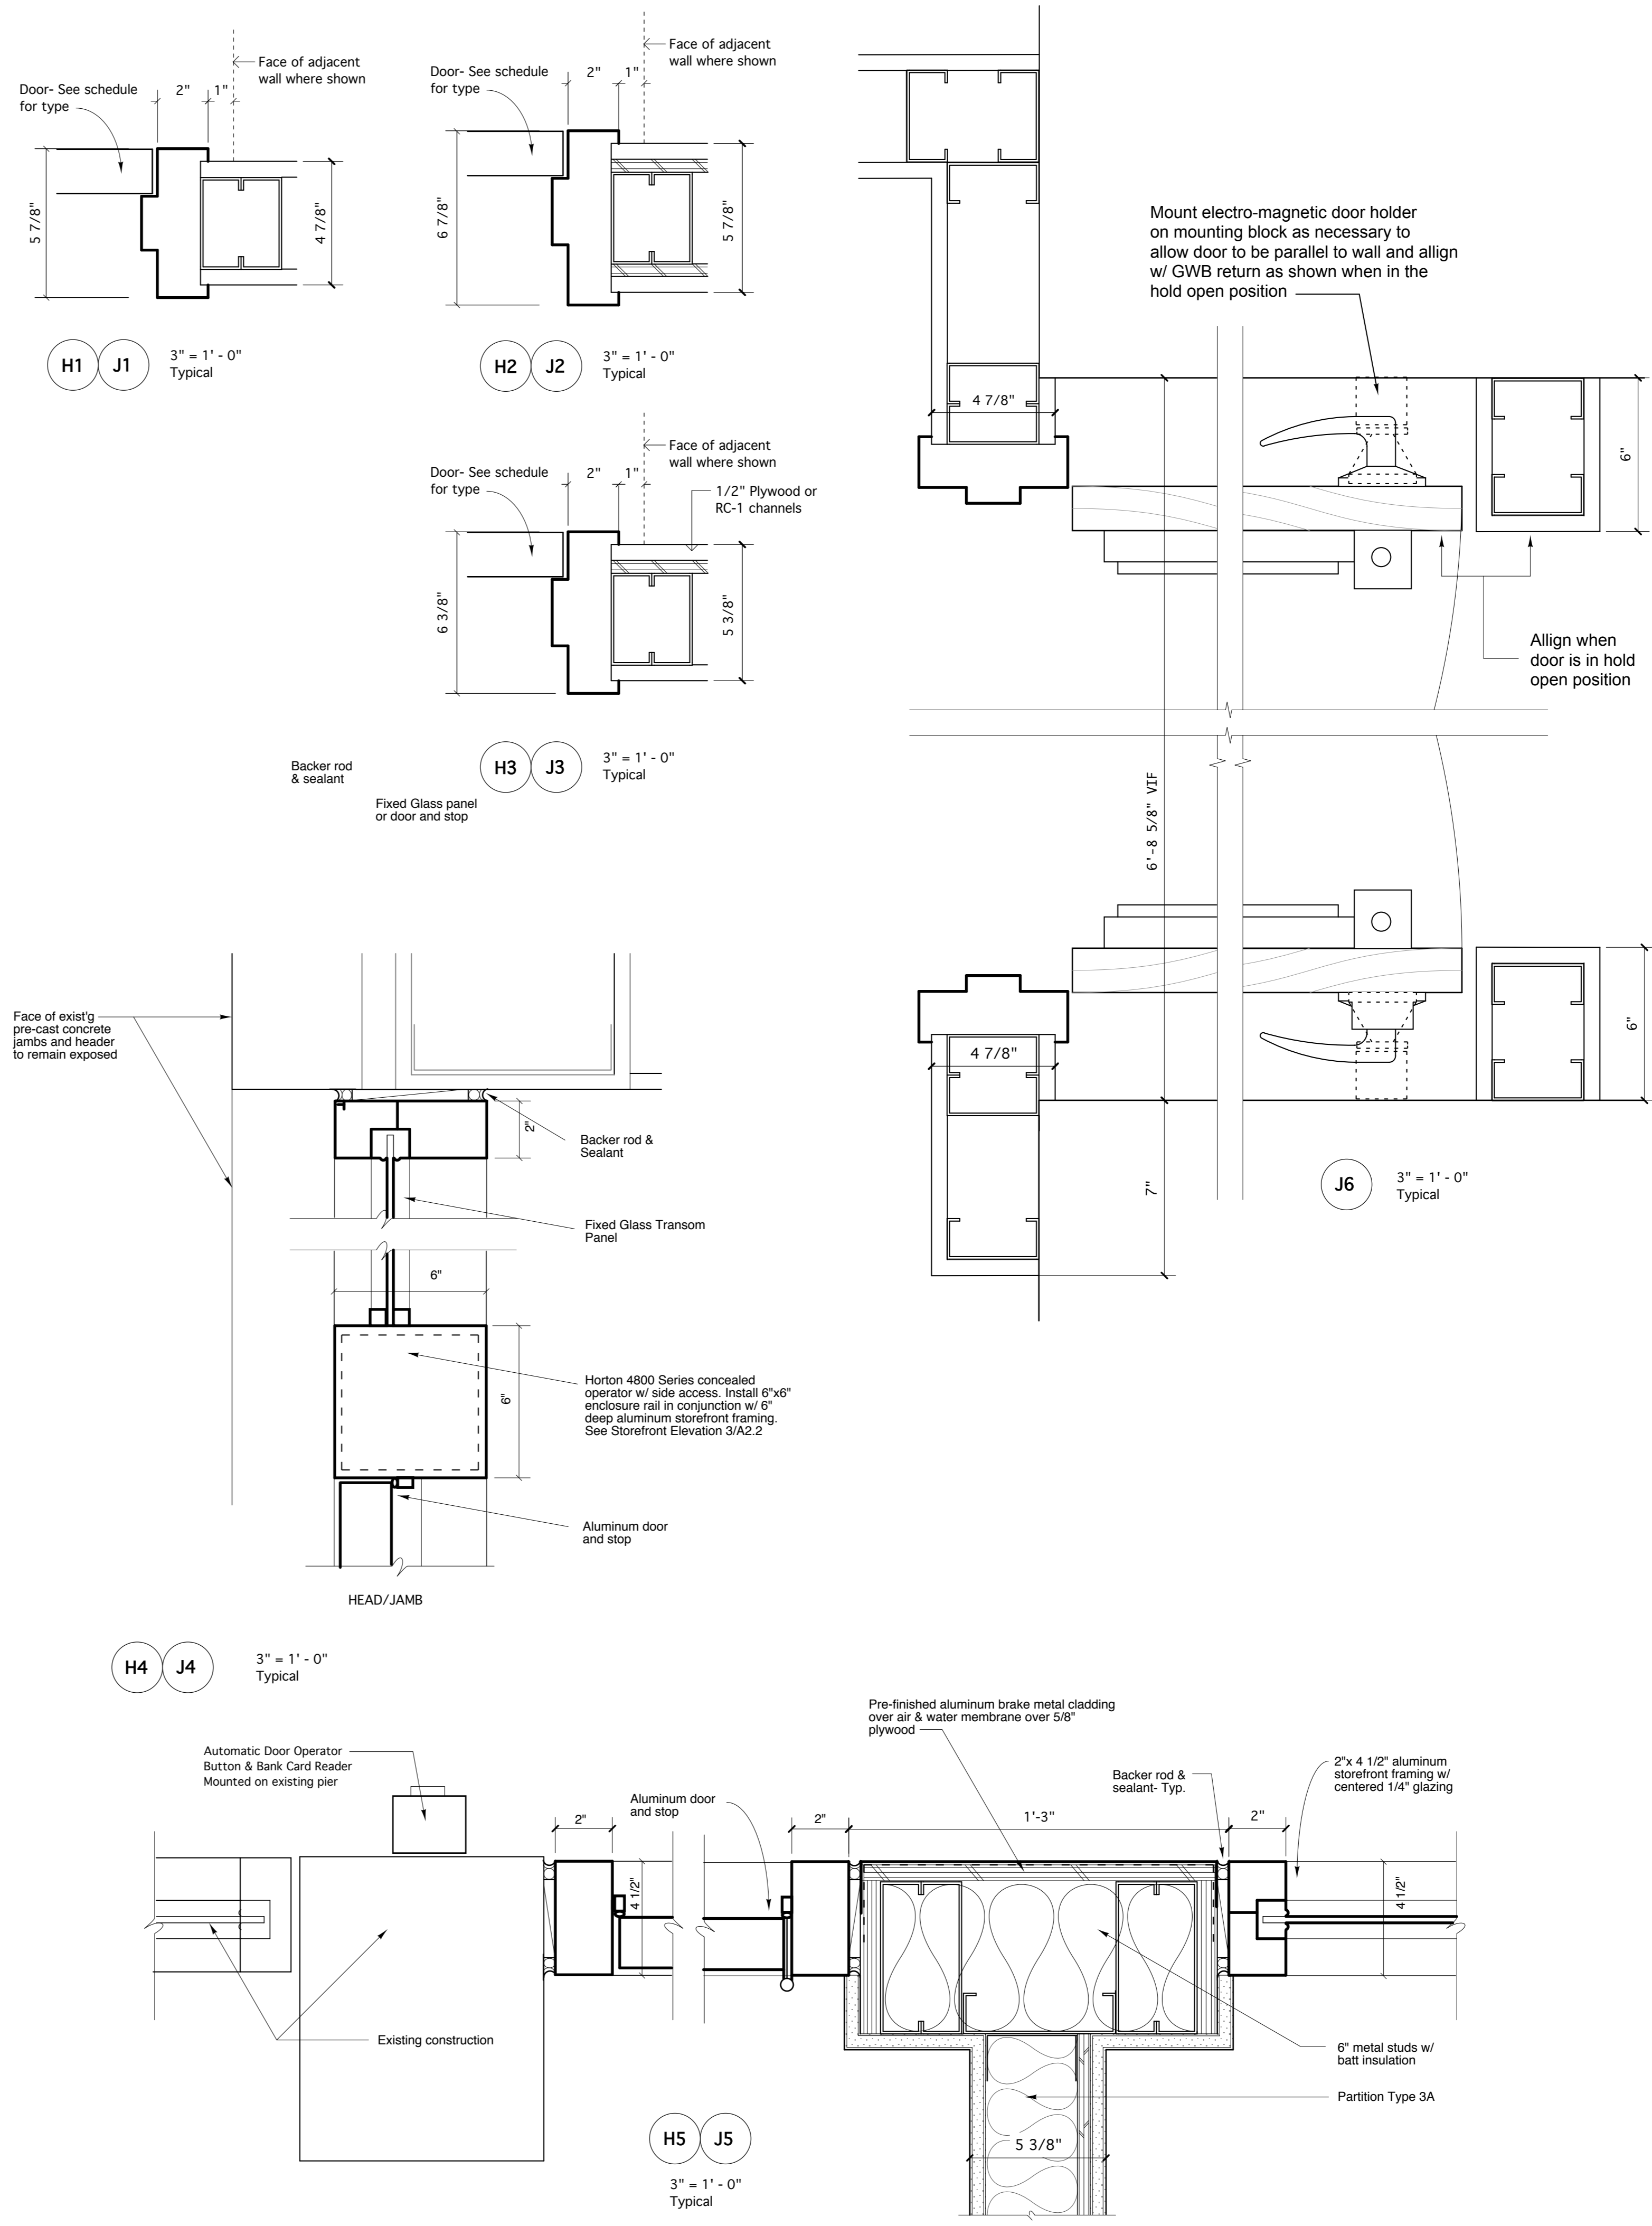 Face of adjacent
wall where shown
Door- See schedule
for type
2"
1"
5 7/8"
4 7/8"
H1
J1
3" = 1' - 0"
Typical
Face of adjacent
wall where shown
Door- See schedule
for type
2"
1"
6 7/8"
5 7/8"
H2
J2
3" = 1' - 0"
Typical
Face of adjacent
wall where shown
Door- See schedule
for type
2"
1"
1/2" Plywood or
RC-1 channels
6 3/8"
5 3/8"
H3
J3
3" = 1' - 0"
Typical
Backer rod
& sealant
Fixed Glass panel
or door and stop
Mount electro-magnetic door holder
on mounting block as necessary to
allow door to be parallel to wall and allign
w/ GWB return as shown when in the
hold open position
4 7/8"
6"
Allign when
door is in hold
open position
6'-8 5/8" VIF
4 7/8"
6"
7"
J6
3" = 1' - 0"
Typical
Face of exist'g
pre-cast concrete
jambs and header
to remain exposed
2"
Backer rod &
Sealant
Fixed Glass Transom
Panel
6"
6"
Horton 4800 Series concealed
operator w/ side access. Install 6"x6"
enclosure rail in conjunction w/ 6"
deep aluminum storefront framing.
See Storefront Elevation 3/A2.2
Aluminum door
and stop
HEAD/JAMB
H4
J4
3" = 1' - 0"
Typical
Automatic Door Operator
Button & Bank Card Reader
Mounted on existing pier
Pre-finished aluminum brake metal cladding
over air & water membrane over 5/8"
plywood
Aluminum door
and stop
Backer rod &
sealant- Typ.
2"x 4 1/2" aluminum
storefront framing w/
centered 1/4" glazing
2"
2"
1'-3"
2"
4 1/2"
4 1/2"
Existing construction
6" metal studs w/
batt insulation
Partition Type 3A
5 3/8"
H5
J5
3" = 1' - 0"
Typical